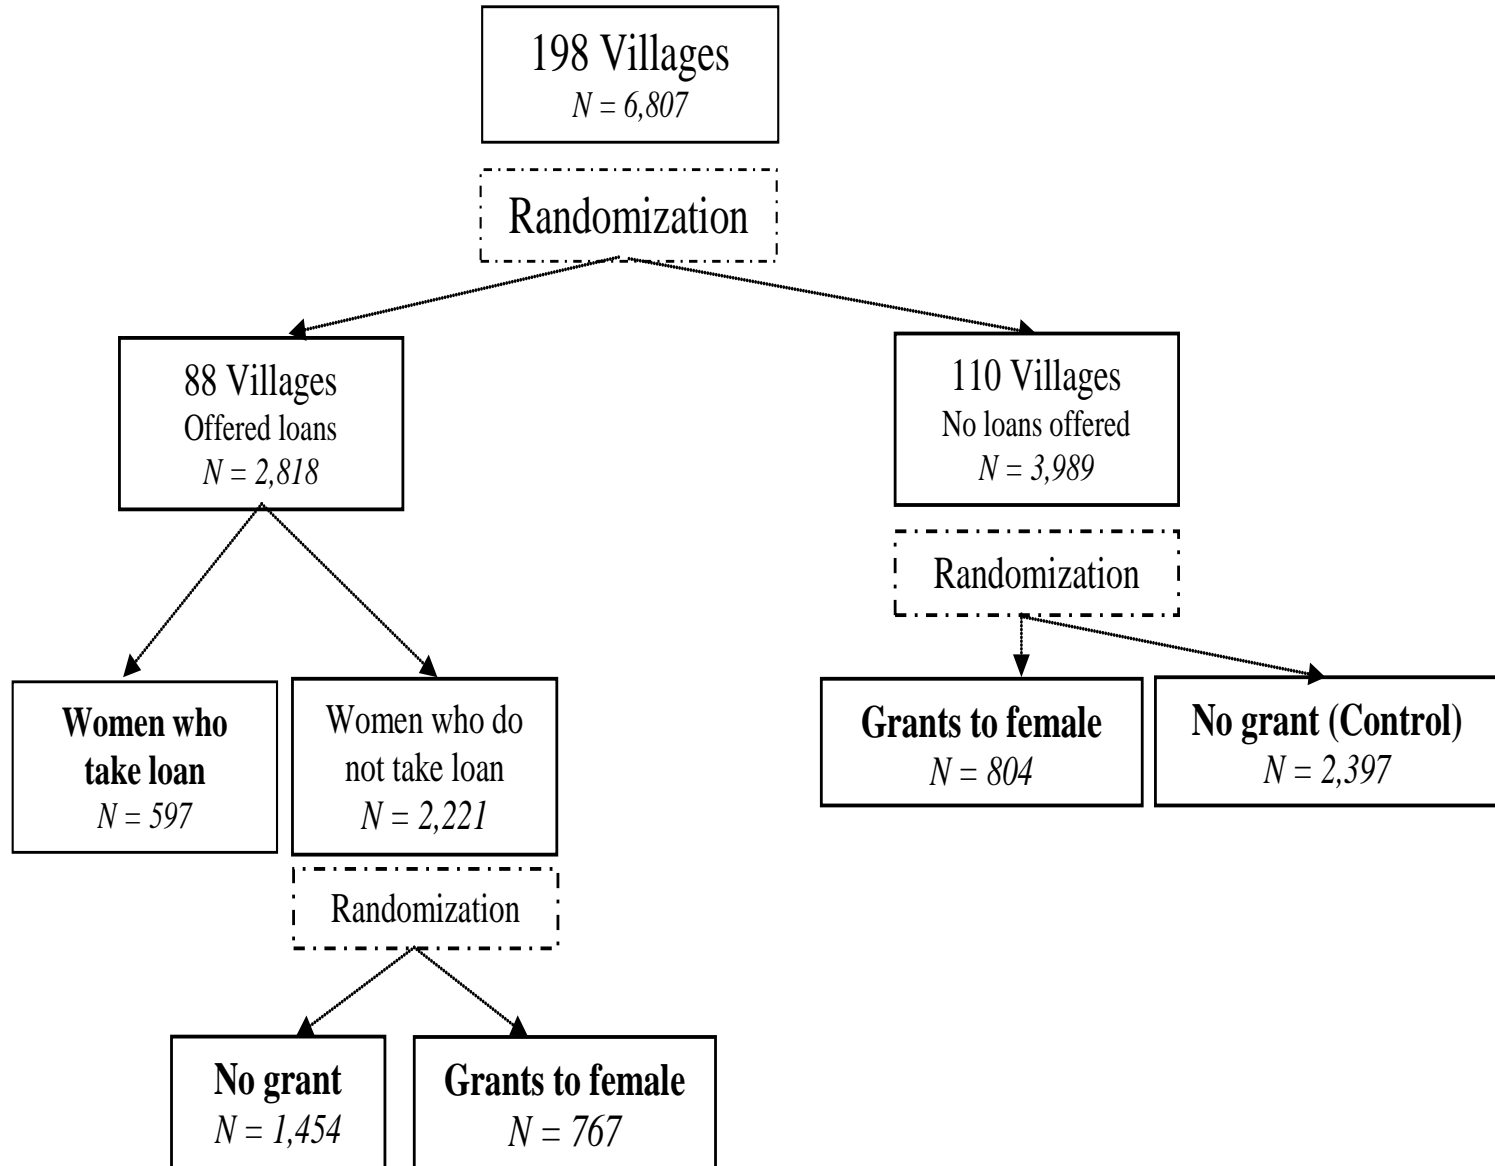 198 Villages
N = 6,807
Randomization
88 Villages
Offered loans
N = 2,818
110 Villages
No loans offered
N = 3,989
Randomization
Women who
take loan
N = 597
Women who do
not take loan
N = 2,221
Grants to female
N = 804
No grant (Control)
N = 2,397
Randomization
No grant
N = 1,454
Grants to female
N = 767